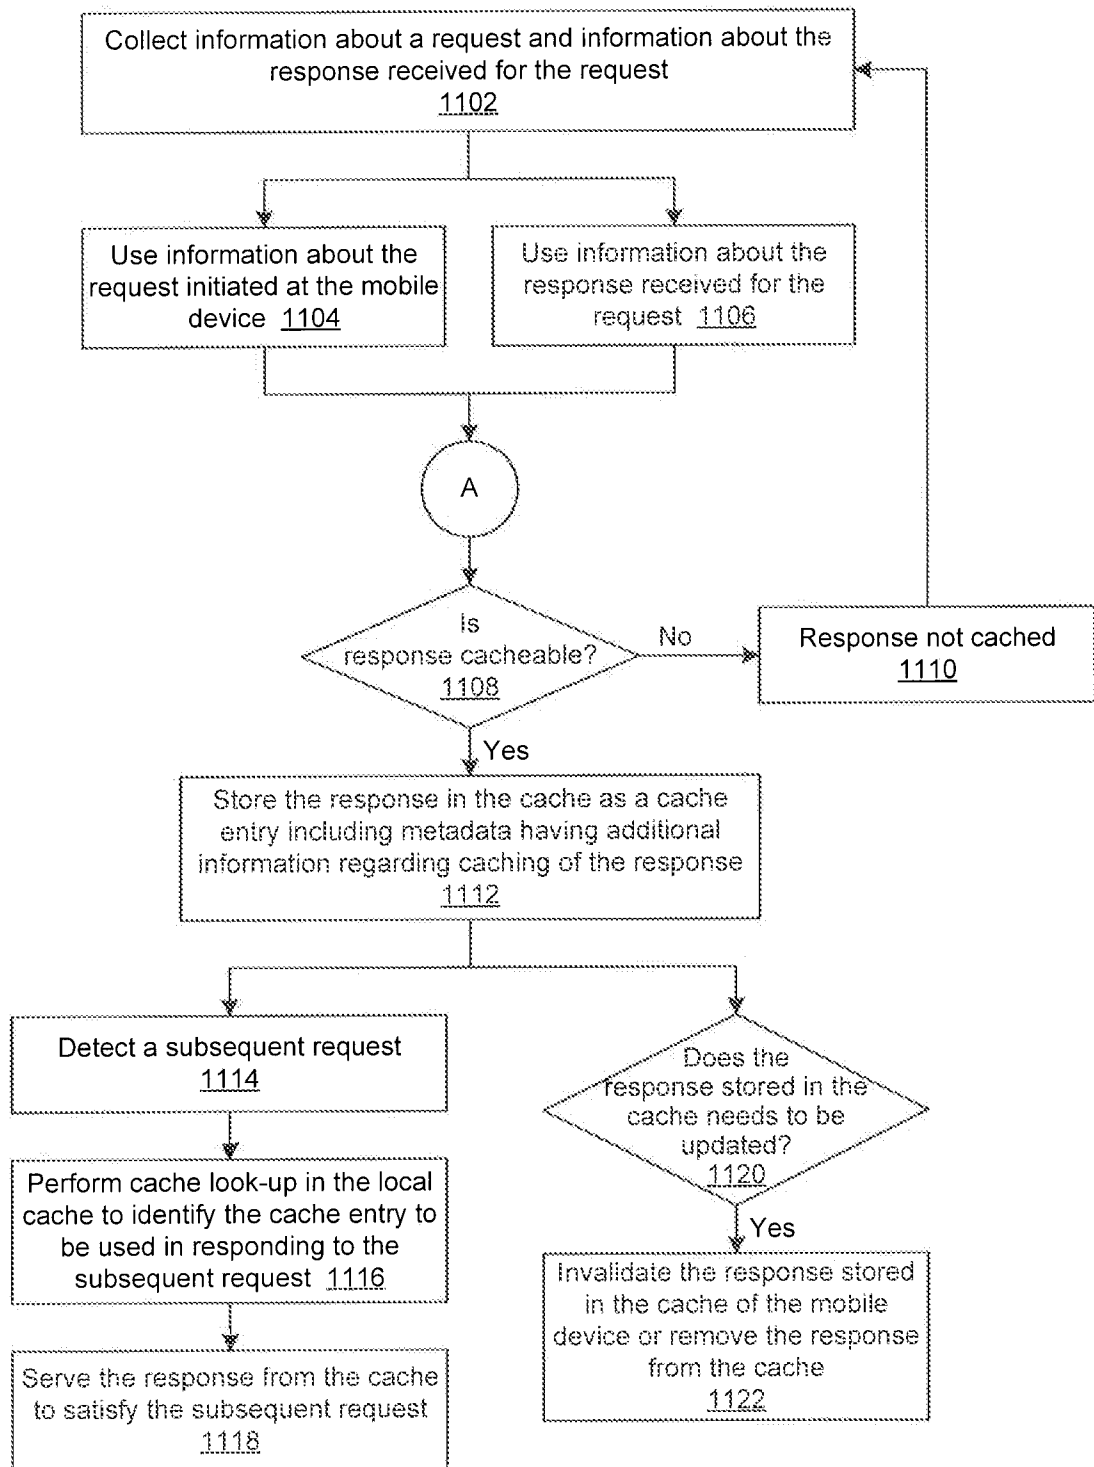 Collect information about a request and information about the
response received for the request
1102
Use information about the
request initiated at the mobile
device 1104
Use information about the
response received for the
request 1106
A
Is
response cacheable?
1108
No
Response not cached
1110
Yes
Store the response in the cache as a cache
entry including metadata having additional
information regarding caching of the response
1112
Detect a subsequent request
1114
Perform cache look-up in the local
cache to identify the cache entry to
be used in responding to the
subsequent request 1116
Serve the response from the cache
to satisfy the subsequent request
1118
Does the
response stored in the
cache needs to be
updated?
1120
Yes
Invalidate the response stored
in the cache of the mobile
device or remove the response
from the cache
1122